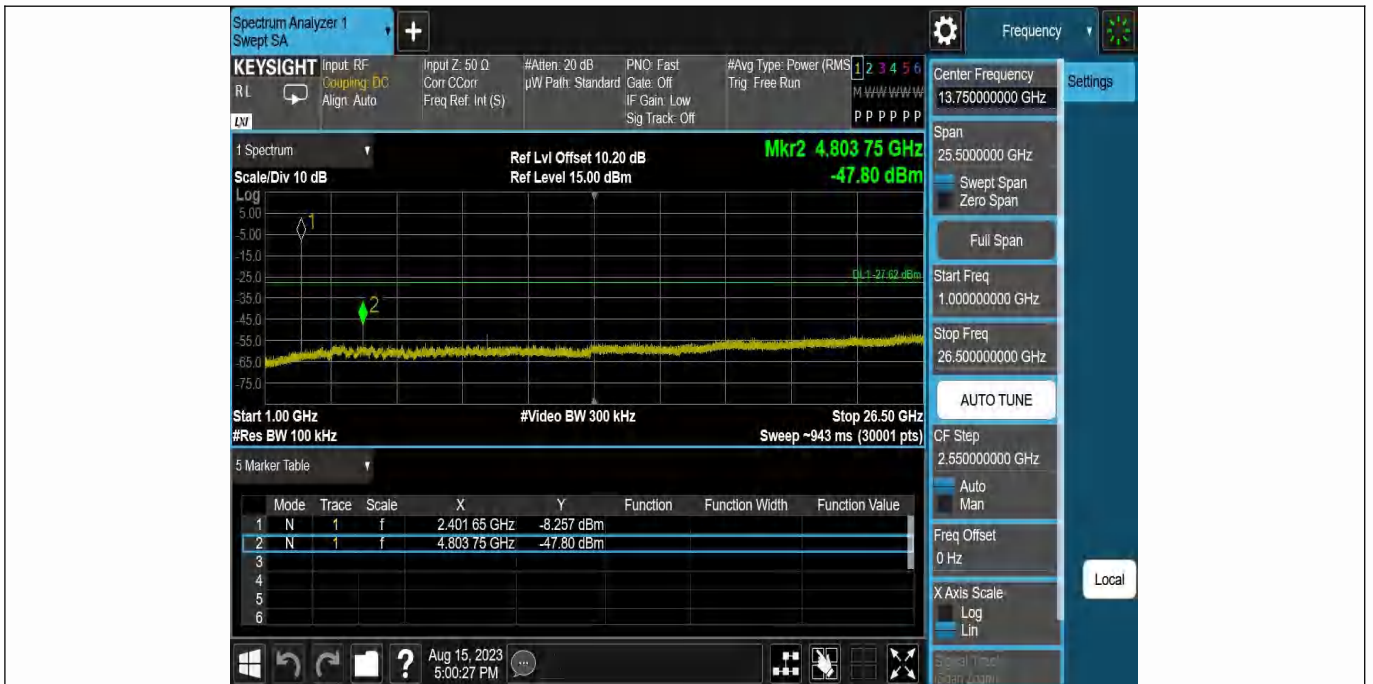 Spectrum Analyzer 1
Swept SA
+
Frequency
KEYSIGHT
RL
LXI
Input: RF
Coupling: DC
Align: Auto
Input Z: 50 Ω
Corr CCorr
Freq Ref: Int (S)
#Atten: 20 dB
µW Path: Standard
PNO: Fast
Gate: Off
IF Gain: Low
Sig Track: Off
#Avg Type: Power (RMS
Trig: Free Run
1 2 3 4 5 6
M W W W W W
P P P P P P
1 Spectrum
Scale/Div 10 dB
Ref Lvl Offset 10.20 dB
Ref Level 15.00 dBm
Mkr2 4.803 75 GHz
-47.80 dBm
Log
5.00
-5.00
-15.0
-25.0
-35.0
-45.0
-55.0
-65.0
-75.0
1
2
DL1 -27.62 dBm
Start 1.00 GHz
#Res BW 100 kHz
#Video BW 300 kHz
Stop 26.50 GHz
Sweep ~943 ms (30001 pts)
5 Marker Table
Mode Trace Scale X Y Function Function Width Function Value
1 N 1 f 2.401 65 GHz -8.257 dBm
2 N 1 f 4.803 75 GHz -47.80 dBm
3
4
5
6
Aug 15, 2023
5:00:27 PM
Center Frequency
13.750000000 GHz
Settings
Span
25.5000000 GHz
Swept Span
Zero Span
Full Span
Start Freq
1.000000000 GHz
Stop Freq
26.500000000 GHz
AUTO TUNE
CF Step
2.550000000 GHz
Auto
Man
Freq Offset
0 Hz
X Axis Scale
Log
Lin
Local
Signal Track
(Span Zoom)